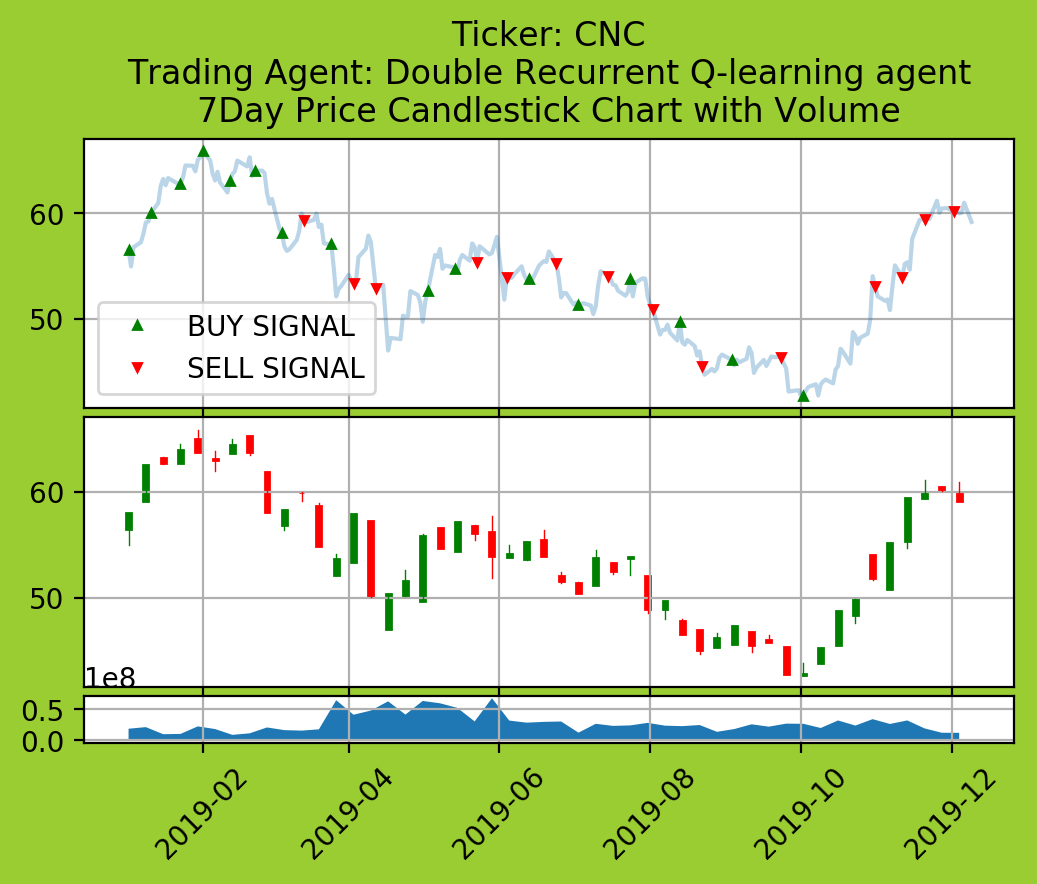 Ticker: CNC
Trading Agent: Double Recurrent Q-learning agent
7Day Price Candlestick Chart with Volume
60
50
BUY SIGNAL
SELL SIGNAL
60
50
1e8
0.5
0.0
2019-02
2019-04
2019-06
2019-08
2019-10
2019-12